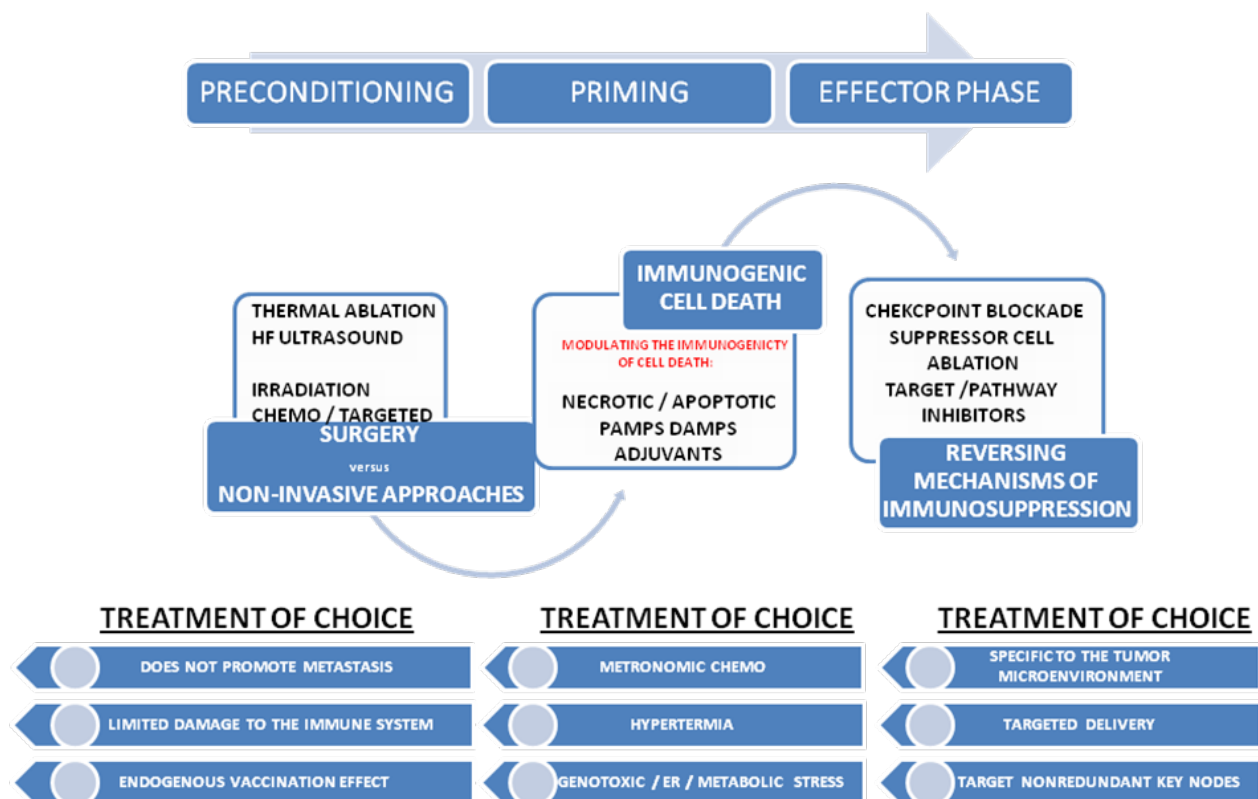 PRECONDITIONING
PRIMING
EFFECTOR PHASE
THERMAL ABLATION
HF ULTRASOUND
IRRADIATION
CHEMO / TARGETED
SURGERY
versus
NON-INVASIVE APPROACHES
IMMUNOGENIC
CELL DEATH
MODULATING THE IMMUNOGENICTY
OF CELL DEATH:
NECROTIC / APOPTOTIC
PAMPS DAMPS
ADJUVANTS
CHEKCPOINT BLOCKADE
SUPPRESSOR CELL
ABLATION
TARGET /PATHWAY
INHIBITORS
REVERSING
MECHANISMS OF
IMMUNOSUPPRESSION
TREATMENT OF CHOICE
DOES NOT PROMOTE METASTASIS
LIMITED DAMAGE TO THE IMMUNE SYSTEM
ENDOGENOUS VACCINATION EFFECT
TREATMENT OF CHOICE
METRONOMIC CHEMO
HYPERTERMIA
GENOTOXIC / ER / METABOLIC STRESS
TREATMENT OF CHOICE
SPECIFIC TO THE TUMOR
MICROENVIRONMENT
TARGETED DELIVERY
TARGET NONREDUNDANT KEY NODES